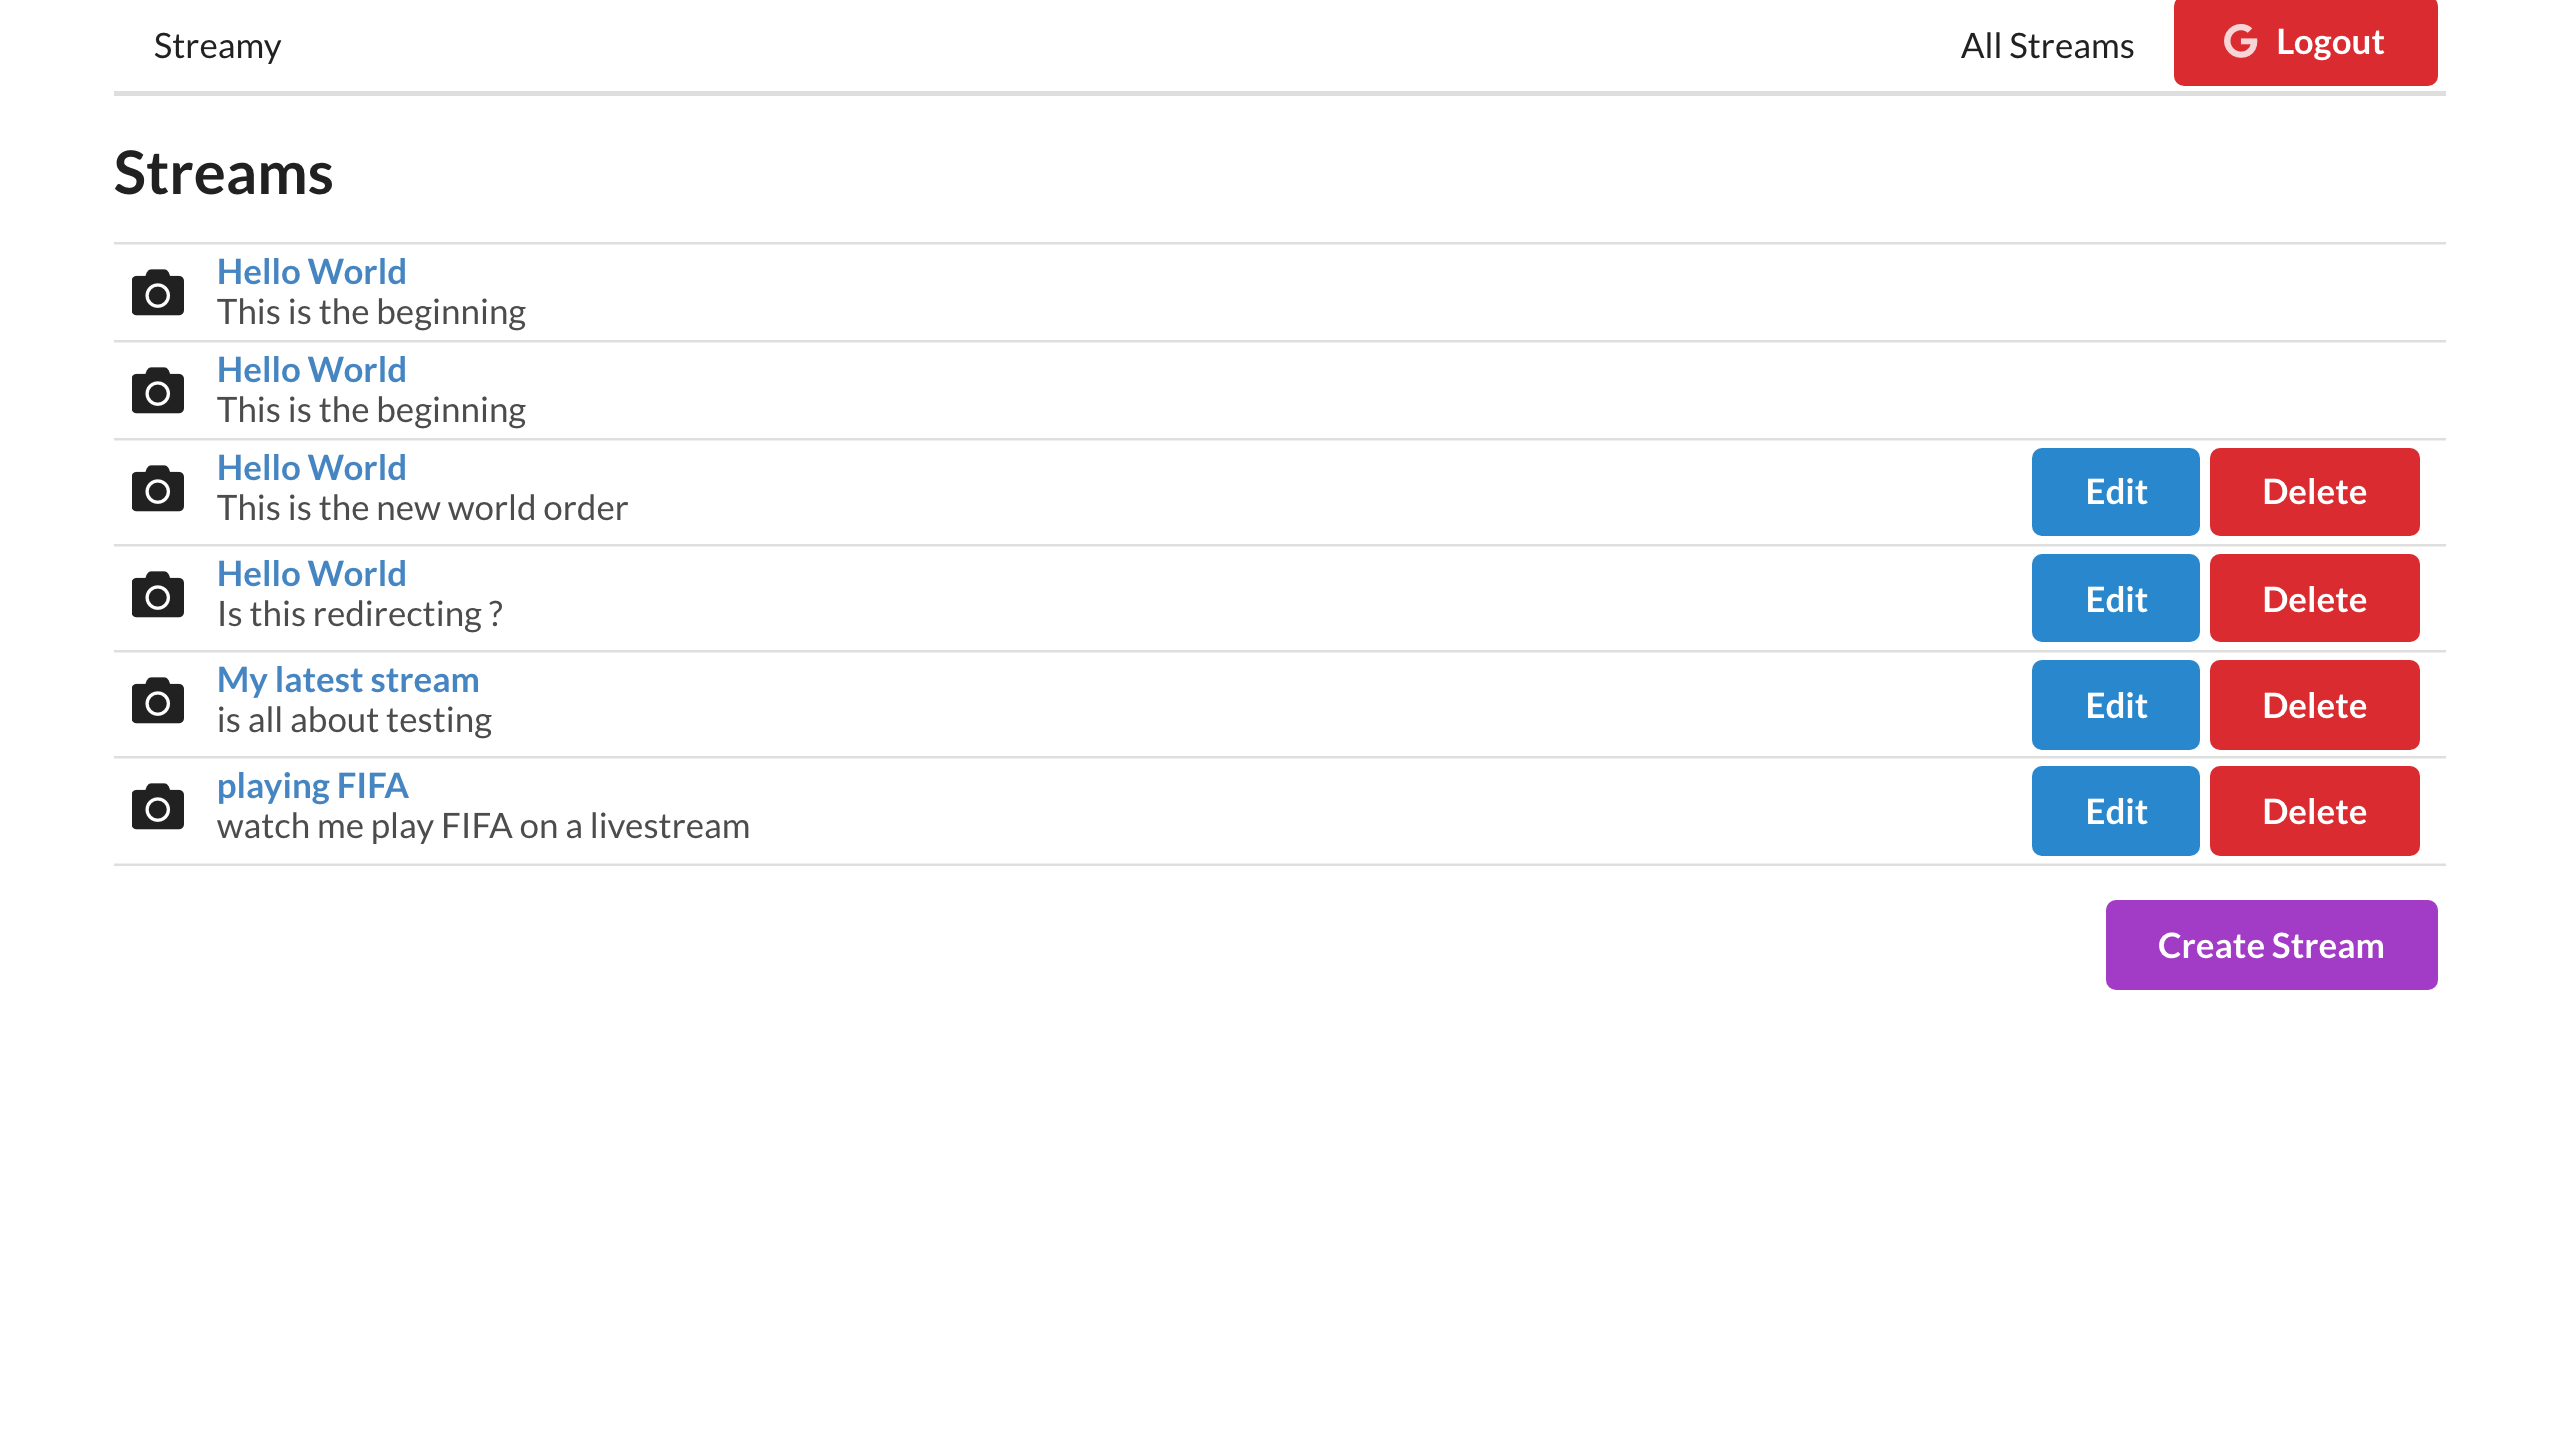 Streamy
All Streams
Logout
Streams
Hello World
This is the beginning
Hello World
This is the beginning
Hello World
This is the new world order
Edit
Delete
Hello World
Is this redirecting ?
Edit
Delete
My latest stream
is all about testing
Edit
Delete
playing FIFA
watch me play FIFA on a livestream
Edit
Delete
Create Stream